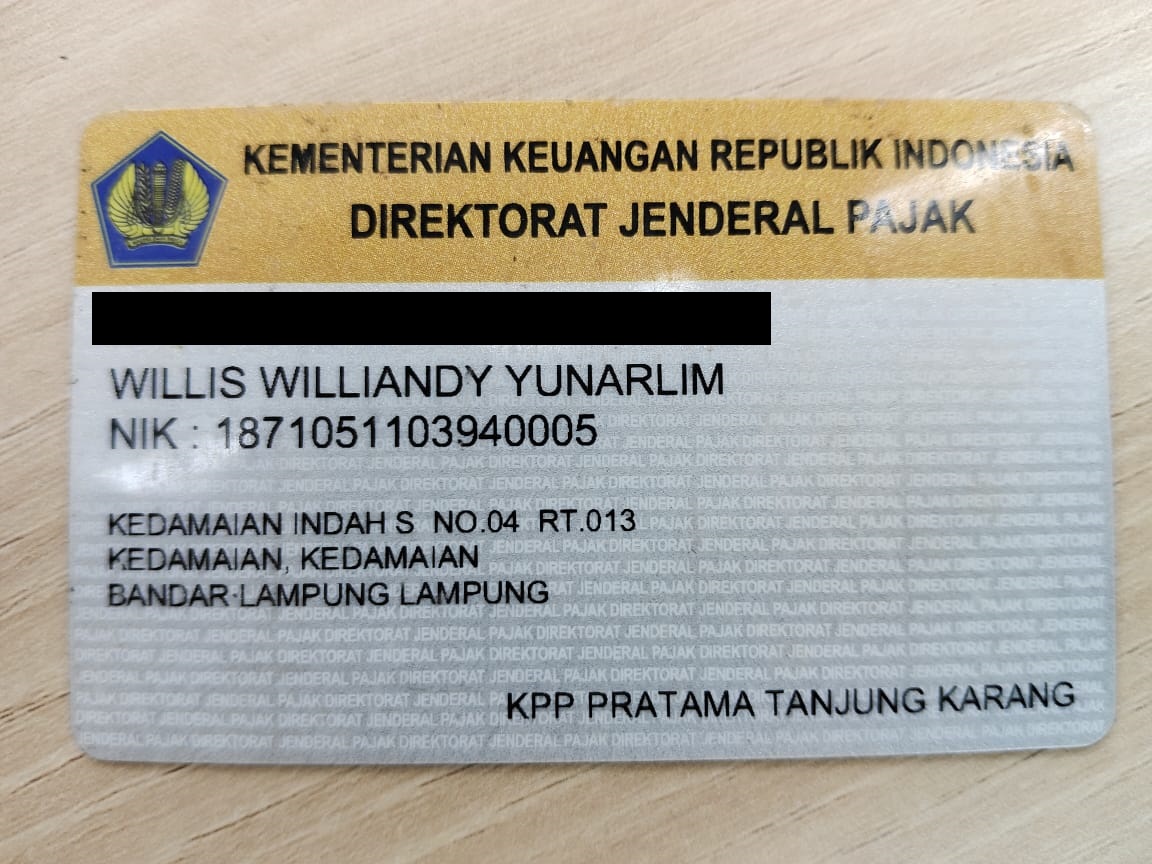 KEMENTERIAN KEUANGAN REPUBLIK INDONESIA
DIREKTORAT JENDERAL PAJAK
WILLIS WILLIANDY YUNARLIM
NIK : 1871051103940005
KEDAMAIAN INDAH S NO.04 RT.013
KEDAMAIAN, KEDAMAIAN
BANDAR LAMPUNG LAMPUNG
KPP PRATAMA TANJUNG KARANG